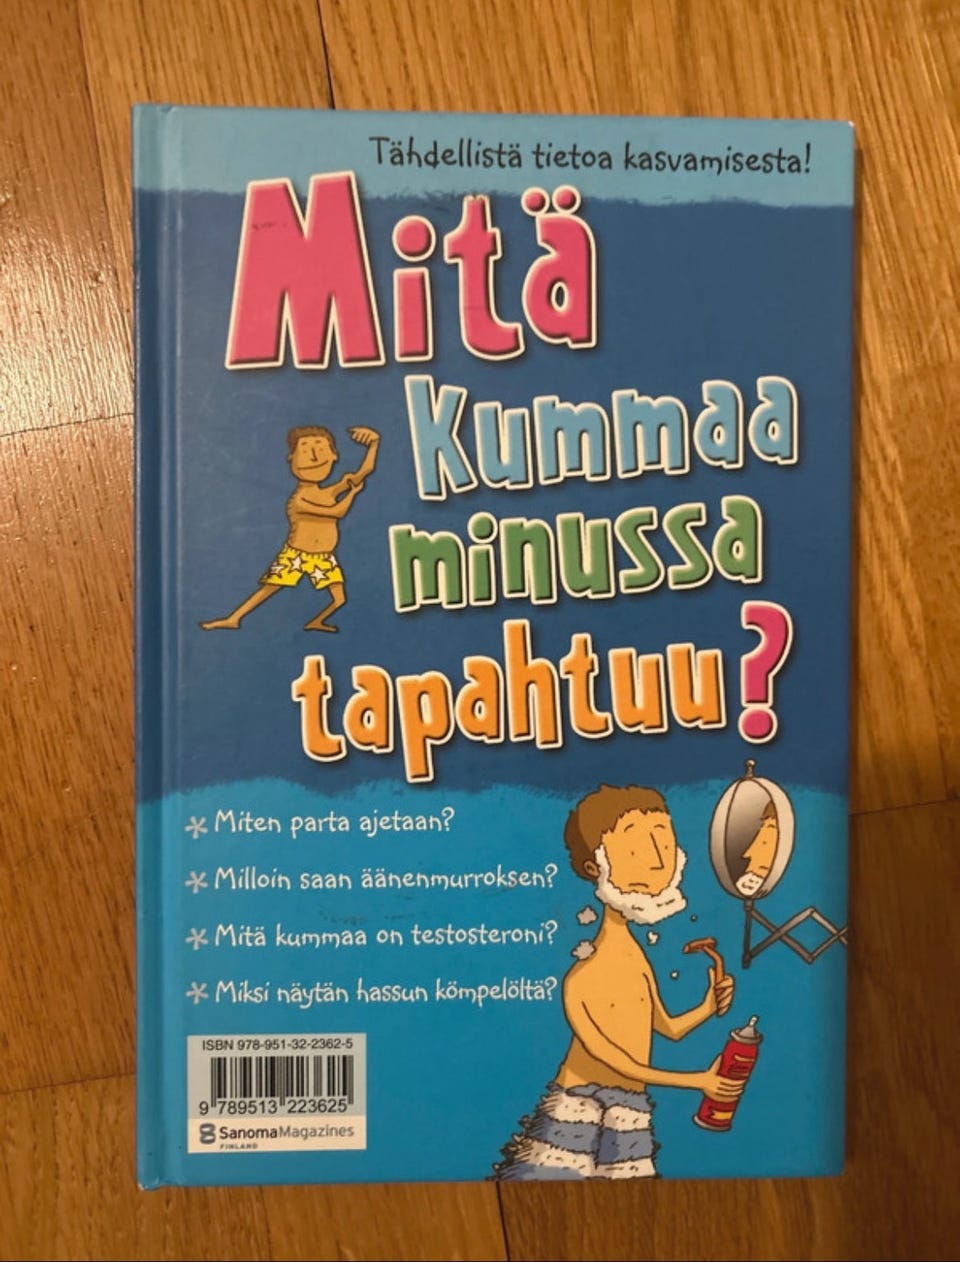 Tähdellistä tietoa kasvamisesta!
Mitä
kummaa
minussa
tapahtuu?
* Miten parta ajetaan?
* Milloin saan äänenmurroksen?
* Mitä kummaa on testosteroni?
* Miksi näytän hassun kömpelöltä?
ISBN 978-951-32-2362-5
9 789513 223625
SanomaMagazines
FINLAND